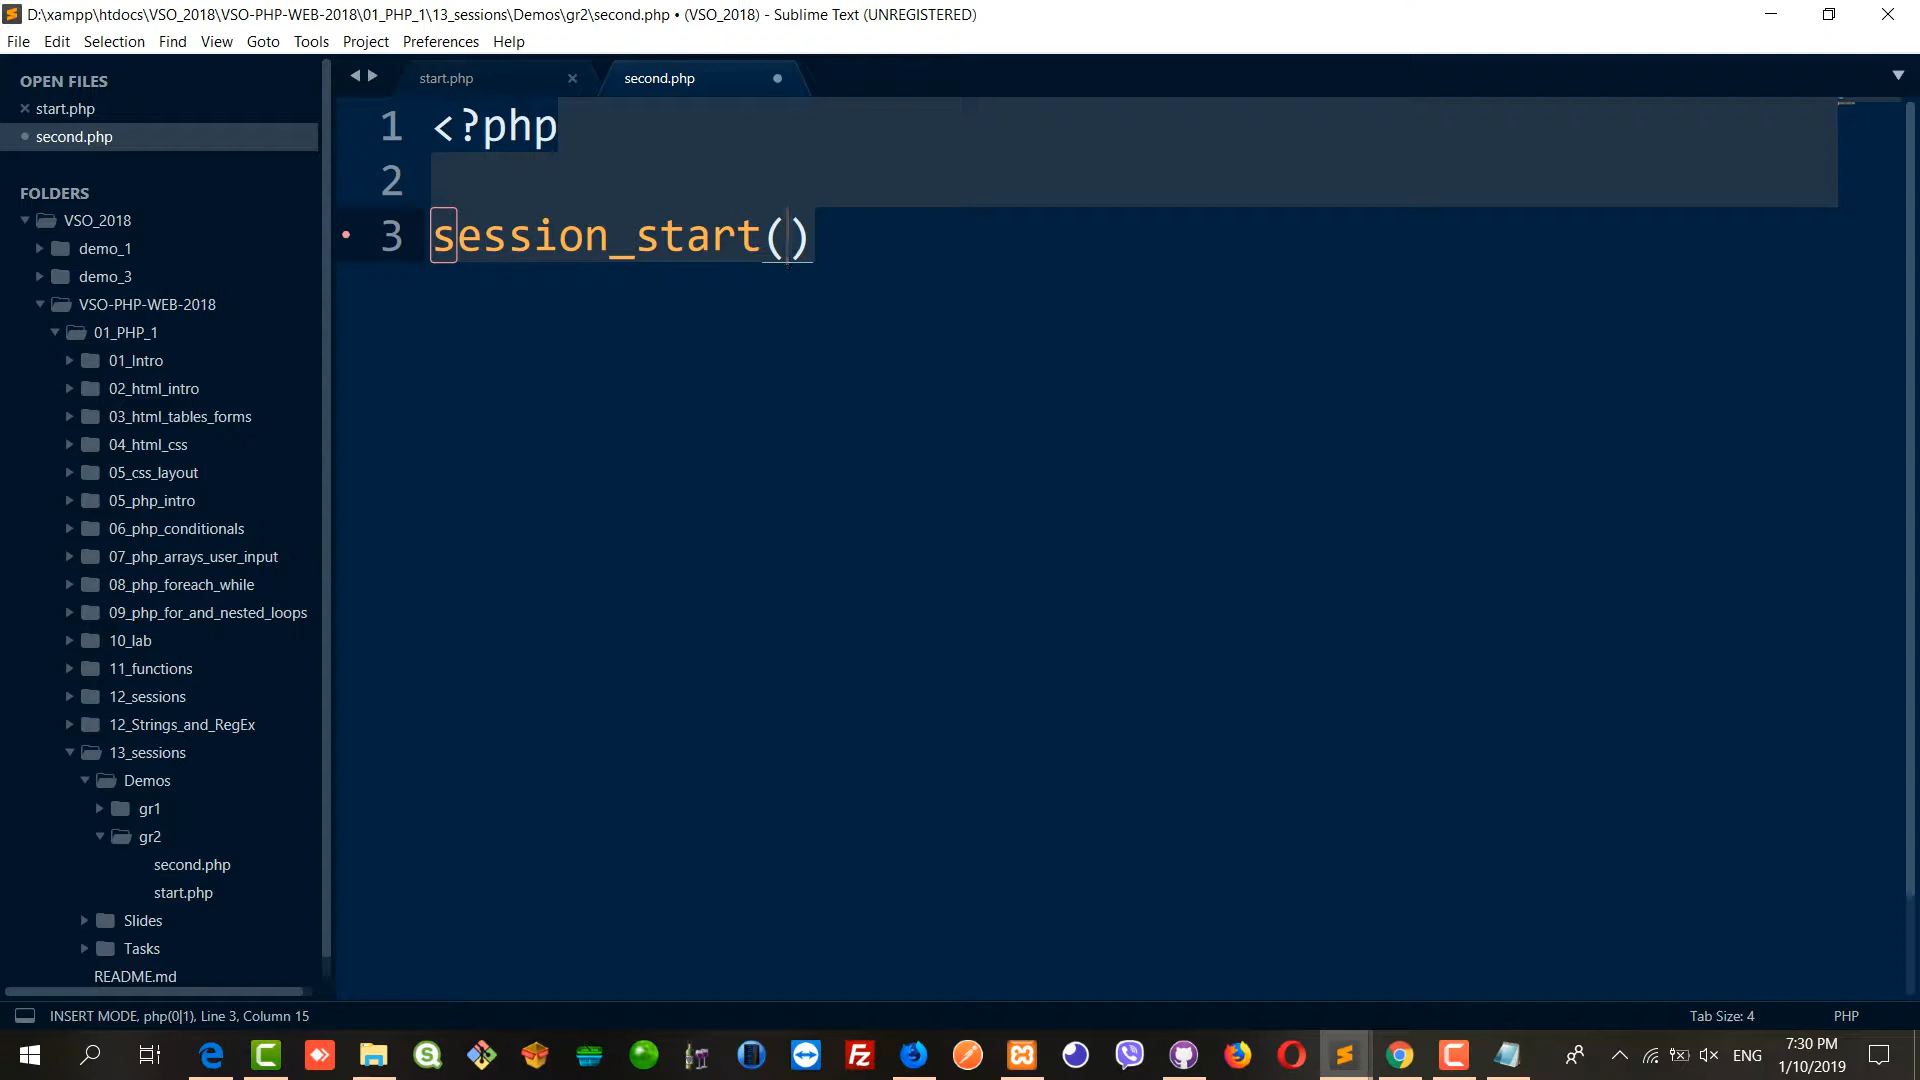 D:\xampp\htdocs\VSO_2018\VSO-PHP-WEB-2018\01_PHP_1\13_sessions\Demos\gr2\second.php • (VSO_2018) - Sublime Text (UNREGISTERED)
File Edit Selection Find View Goto Tools Project Preferences Help
OPEN FILES
start.php
second.php
FOLDERS
VSO_2018
demo_1
demo_3
VSO-PHP-WEB-2018
01_PHP_1
01_Intro
02_html_intro
03_html_tables_forms
04_html_css
05_css_layout
05_php_intro
06_php_conditionals
07_php_arrays_user_input
08_php_foreach_while
09_php_for_and_nested_loops
10_lab
11_functions
12_sessions
12_Strings_and_RegEx
13_sessions
Demos
gr1
gr2
second.php
start.php
Slides
Tasks
README.md
start.php second.php
1 <?php
2
3 session_start()
INSERT MODE, php(0|1), Line 3, Column 15 Tab Size: 4 PHP
ENG
7:30 PM
1/10/2019